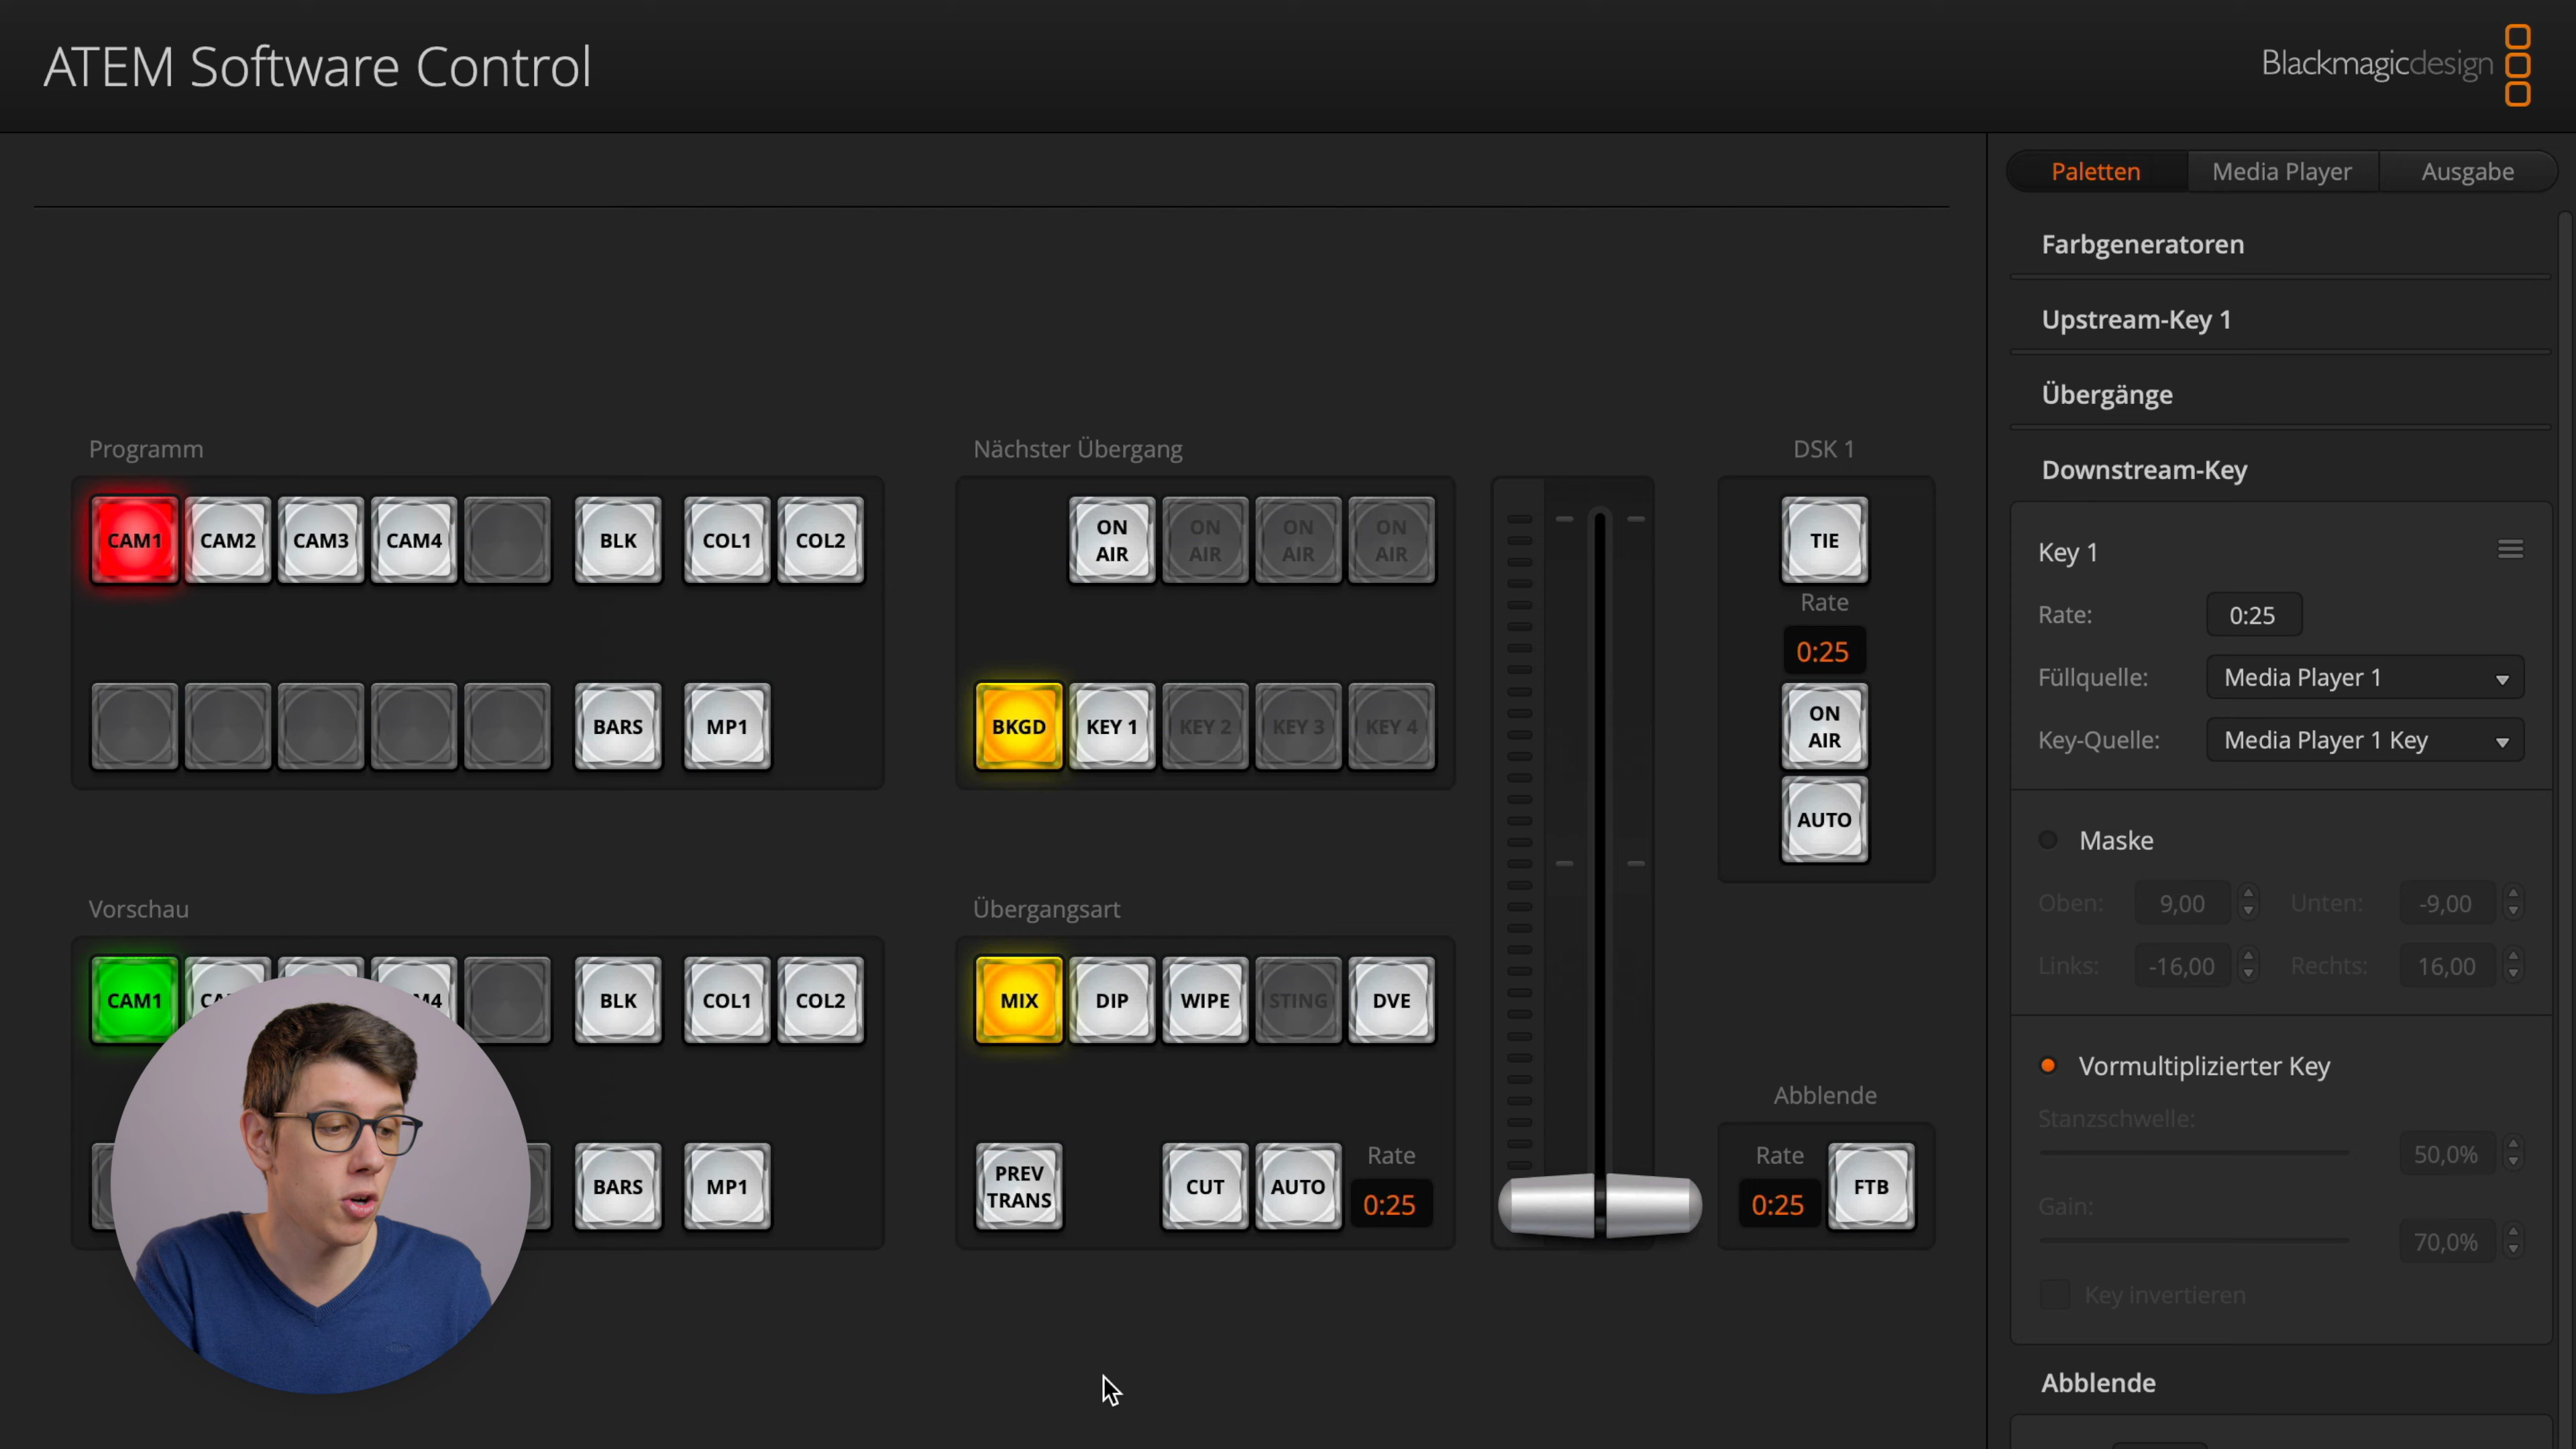 ATEM Software Control
Blackmagicdesign
Paletten Media Player Ausgabe
Farbgeneratoren
Upstream-Key 1
Übergänge
Downstream-Key
Programm
CAM1 CAM2 CAM3 CAM4 BLK COL1 COL2
BARS MP1
Nächster Übergang
ON AIR ON AIR ON AIR ON AIR
BKGD KEY 1 KEY 2 KEY 3 KEY 4
DSK 1
TIE
Rate
0:25
ON AIR
AUTO
Vorschau
CAM1 BLK COL1 COL2
BARS MP1
Übergangsart
MIX DIP WIPE STING DVE
PREV TRANS CUT AUTO
Rate
0:25
Abblende
Rate
0:25
FTB
Key 1
Rate: 0:25
Füllquelle: Media Player 1
Key-Quelle: Media Player 1 Key
Maske
Oben: 9,00 Unten: -9,00
Links: -16,00 Rechts: 16,00
Vormultiplizierter Key
Stanzschwelle:
50,0%
Gain:
70,0%
Key invertieren
Abblende